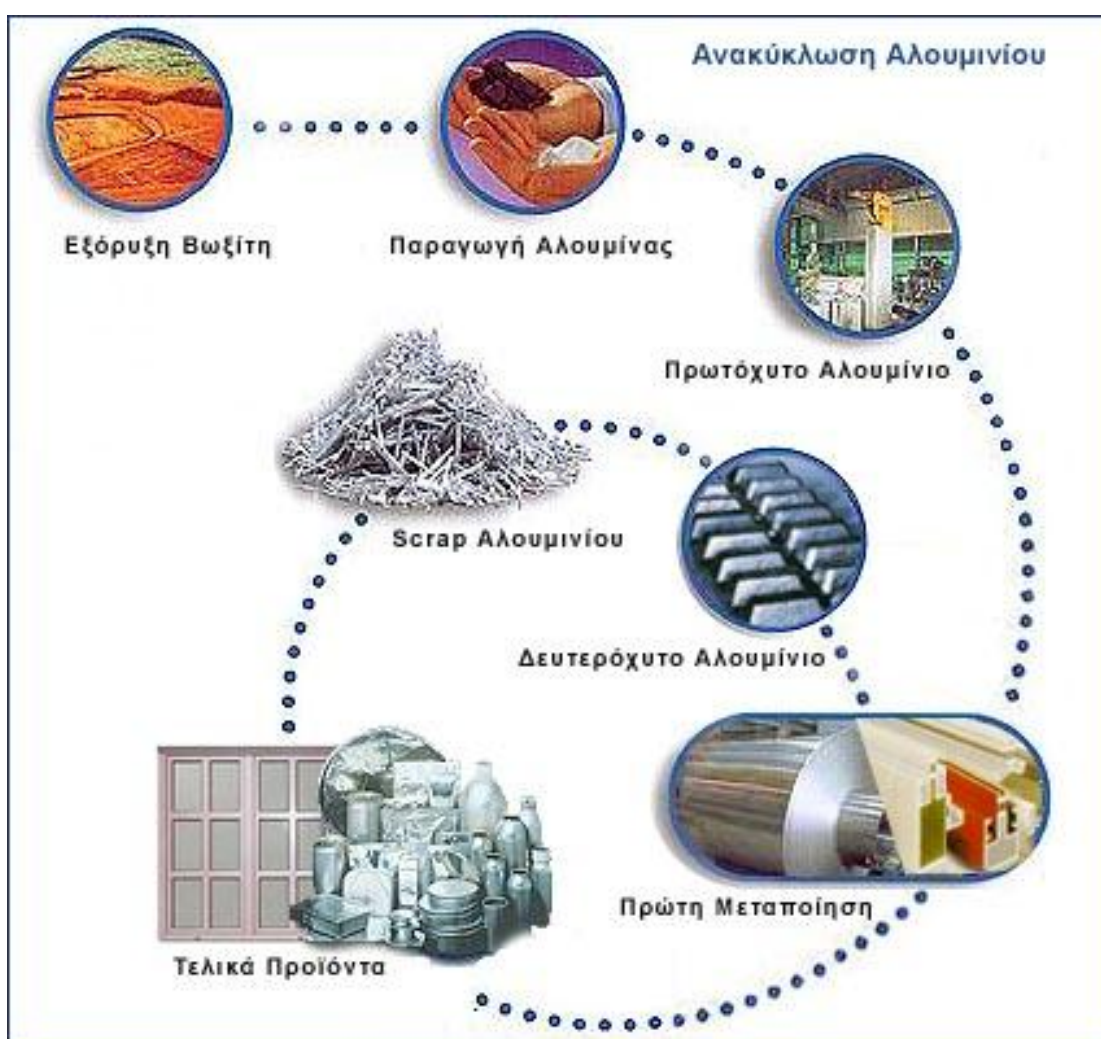 Ανακύκλωση Αλουμινίου
Εξόρυξη Βωξίτη
Παραγωγή Αλουμίνας
Πρωτόχυτο Αλουμίνιο
Scrap Αλουμινίου
Δευτερόχυτο Αλουμίνιο
Πρώτη Μεταποίηση
Τελικά Προϊόντα